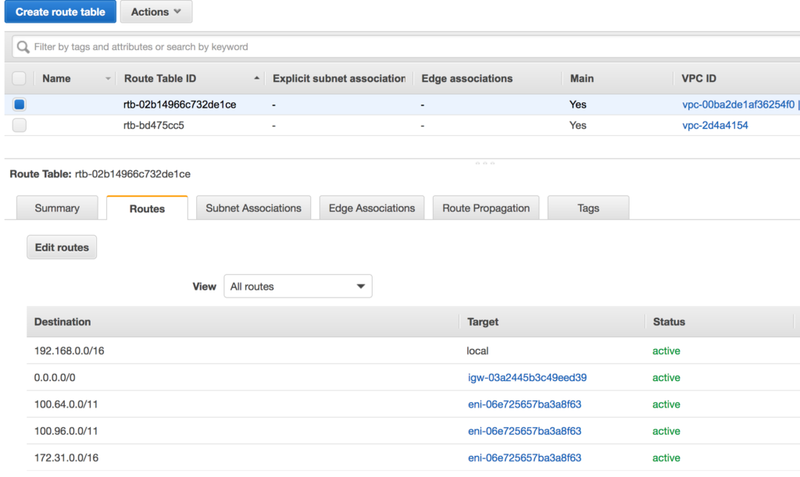 Create route table Actions
Filter by tags and attributes or search by keyword
Name Route Table ID Explicit subnet association Edge associations Main VPC ID
rtb-02b14966c732de1ce - - Yes vpc-00ba2de1af36254f0 |
rtb-bd475cc5 - - Yes vpc-2d4a4154
Route Table: rtb-02b14966c732de1ce
Summary Routes Subnet Associations Edge Associations Route Propagation Tags
Edit routes
View All routes
Destination Target Status
192.168.0.0/16 local active
0.0.0.0/0 igw-03a2445b3c49eed39 active
100.64.0.0/11 eni-06e725657ba3a8f63 active
100.96.0.0/11 eni-06e725657ba3a8f63 active
172.31.0.0/16 eni-06e725657ba3a8f63 active